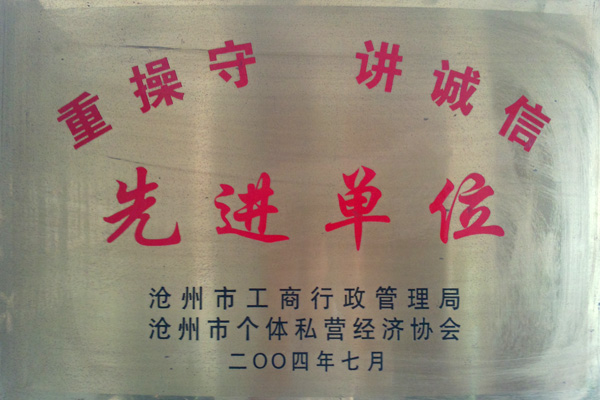 重操守 讲诚信
先进单位
沧州市工商行政管理局
沧州市个体私营经济协会
二〇〇四年七月